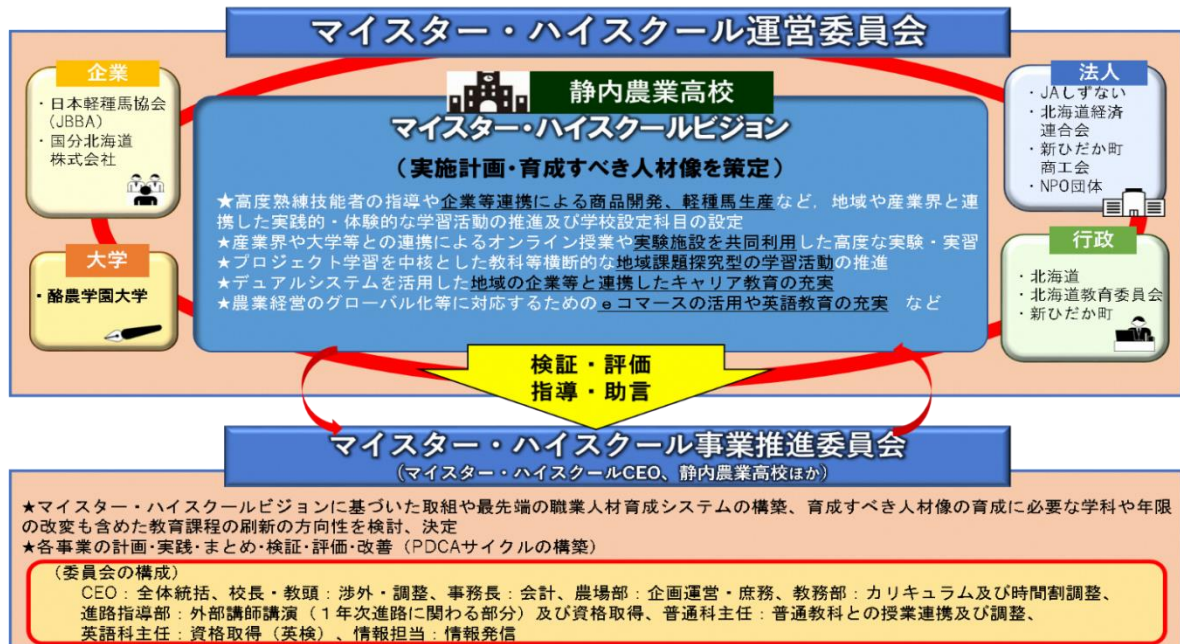 マイスター・ハイスクール運営委員会
企業
・日本軽種馬協会
(JBBA)
・国分北海道
株式会社
大学
・酪農学園大学
静内農業高校
マイスター・ハイスクールビジョン
(実施計画・育成すべき人材像を策定)
★高度熟練技能者の指導や企業等連携による商品開発、軽種馬生産など、地域や産業界と連
携した実践的・体験的な学習活動の推進及び学校設定科目の設定
★産業界や大学等との連携によるオンライン授業や実験施設を共同利用した高度な実験・実習
★プロジェクト学習を中核とした教科等横断的な地域課題探究型の学習活動の推進
★デュアルシステムを活用した地域の企業等と連携したキャリア教育の充実
★農業経営のグローバル化等に対応するためのeコマースの活用や英語教育の充実 など
法人
・JAしずない
・北海道経済
連合会
・新ひだか町
商工会
・NPO団体
行政
・北海道
・北海道教育委員会
・新ひだか町
検証・評価
指導・助言
マイスター・ハイスクール事業推進委員会
(マイスター・ハイスクールCEO、静内農業高校ほか)
★マイスター・ハイスクールビジョンに基づいた取組や最先端の職業人材育成システムの構築、育成すべき人材像の育成に必要な学科や年限
の改変も含めた教育課程の刷新の方向性を検討、決定
★各事業の計画・実践・まとめ・検証・評価・改善(PDCAサイクルの構築)
(委員会の構成)
CEO:全体統括、校長・教頭:渉外・調整、事務長:会計、農場部:企画運営・庶務、教務部:カリキュラム及び時間割調整、
進路指導部:外部講師講演(1年次進路に関わる部分)及び資格取得、普通科主任:普通教科との授業連携及び調整、
英語科主任:資格取得(英検)、情報担当:情報発信